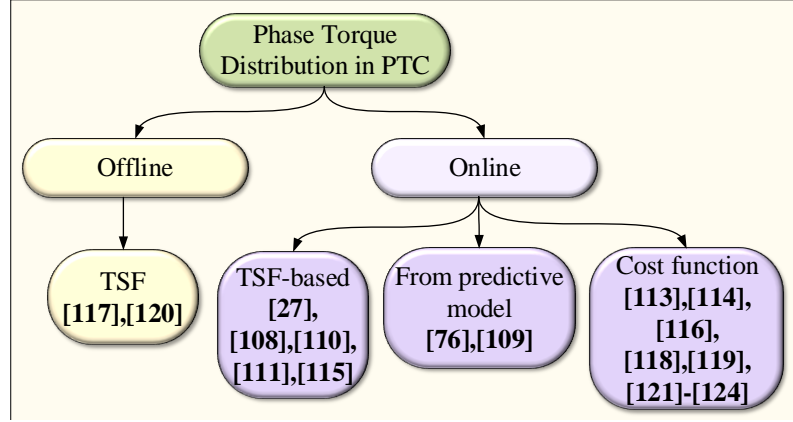 Phase Torque
Distribution in PTC
Offline
Online
TSF
[117],[120]
TSF-based
[27],
[108],[110],
[111],[115]
From predictive
model
[76],[109]
Cost function
[113],[114],
[116],
[118],[119],
[121]-[124]